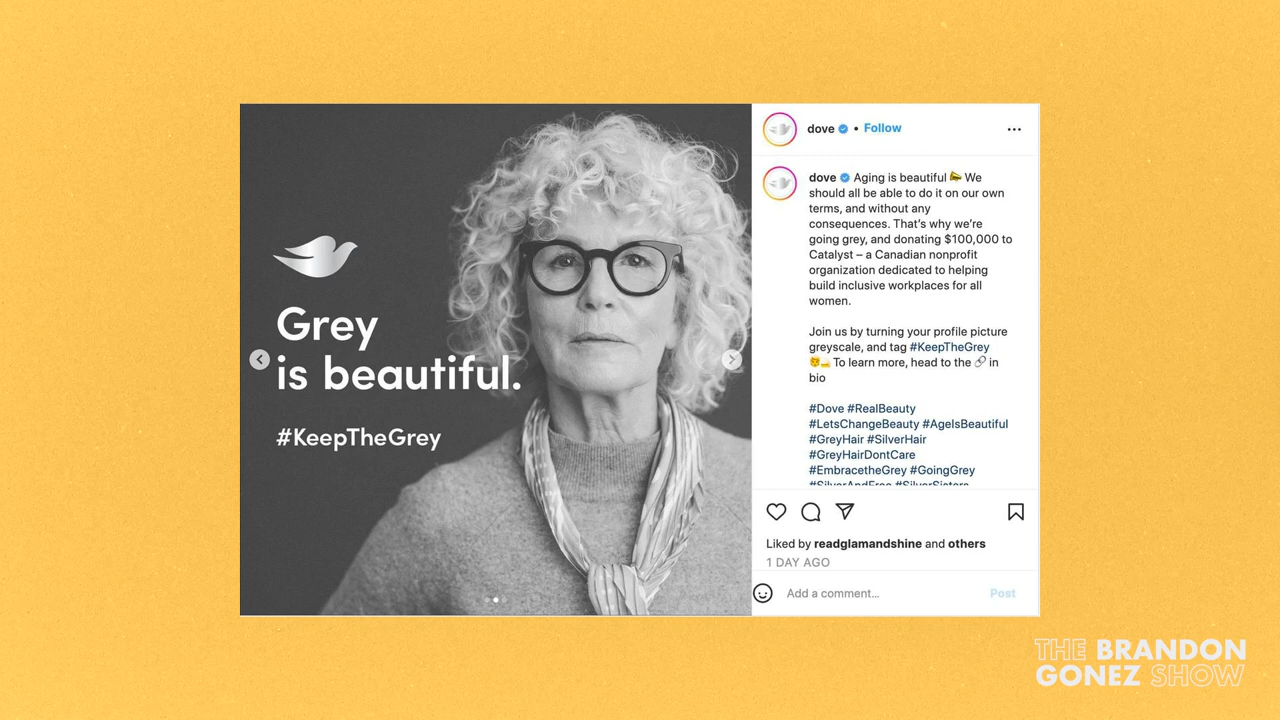 Grey
is beautiful.
#KeepTheGrey
dove • Follow
dove Aging is beautiful 📣 We
should all be able to do it on our own
terms, and without any
consequences. That’s why we’re
going grey, and donating $100,000 to
Catalyst – a Canadian nonprofit
organization dedicated to helping
build inclusive workplaces for all
women.
Join us by turning your profile picture
greyscale, and tag #KeepTheGrey
To learn more, head to the 🔗 in
bio
#Dove #RealBeauty
#LetsChangeBeauty #AgeIsBeautiful
#GreyHair #SilverHair
#GreyHairDontCare
#EmbracetheGrey #GoingGrey
#SilverAndFree #SilverSisters
Liked by readglamandshine and others
1 DAY AGO
Add a comment... Post
THE BRANDON
GONEZ SHOW